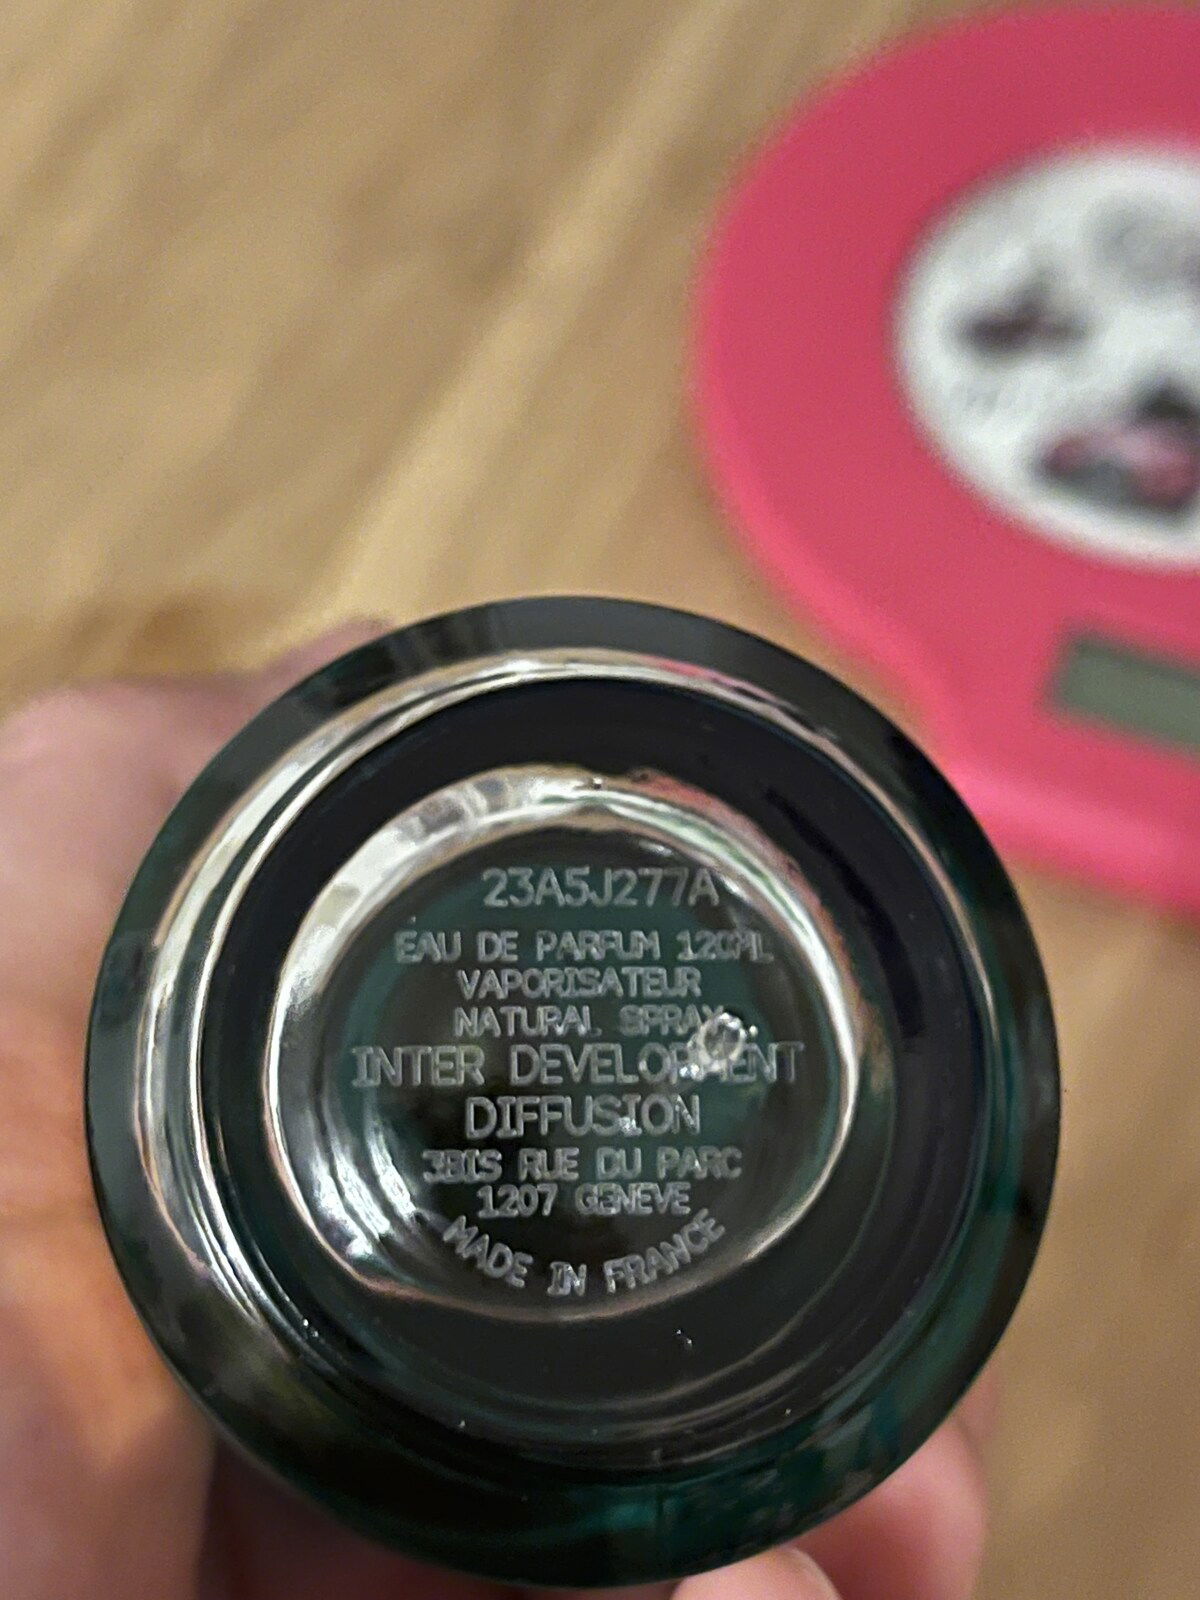 23A5J277A
EAU DE PARFUM 120ML
VAPORISATEUR
NATURAL SPRAY
INTER DEVELOPMENT
DIFFUSION
3BIS RUE DU PARC
1207 GENEVE
MADE IN FRANCE